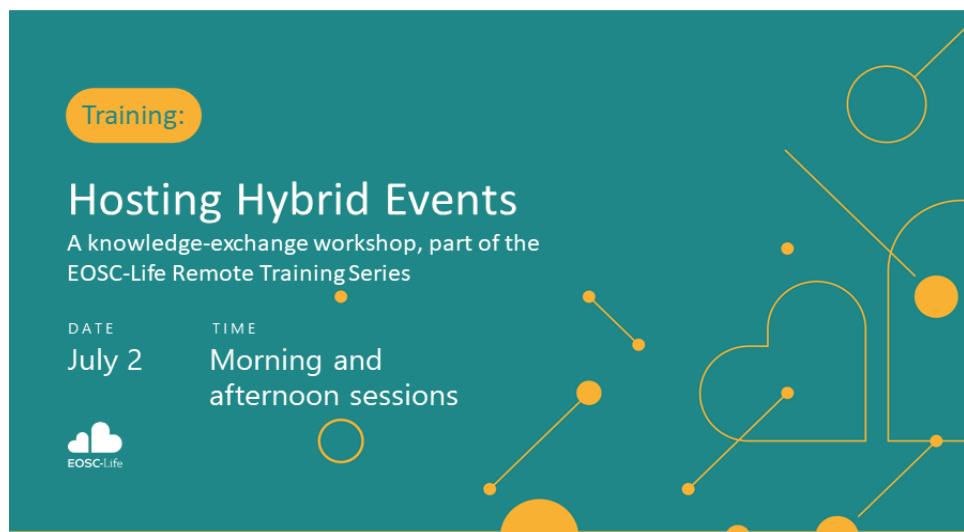 Training:
Hosting Hybrid Events
A knowledge-exchange workshop, part of the
EOSC-Life Remote Training Series
DATE
July 2
TIME
Morning and
afternoon sessions
EOSC-Life